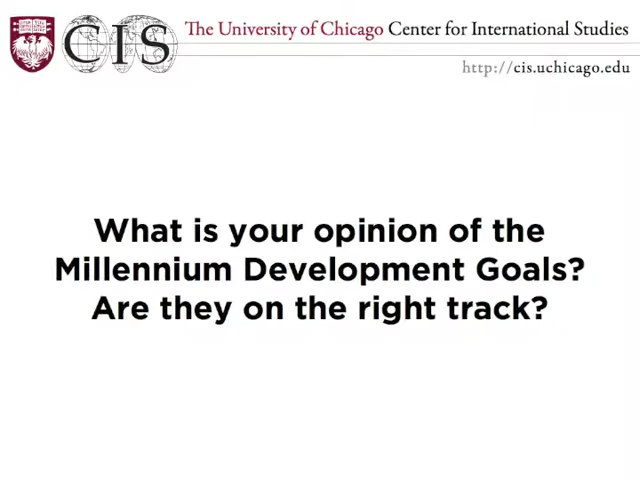 CIS The University of Chicago Center for International Studies
http://cis.uchicago.edu
What is your opinion of the
Millennium Development Goals?
Are they on the right track?